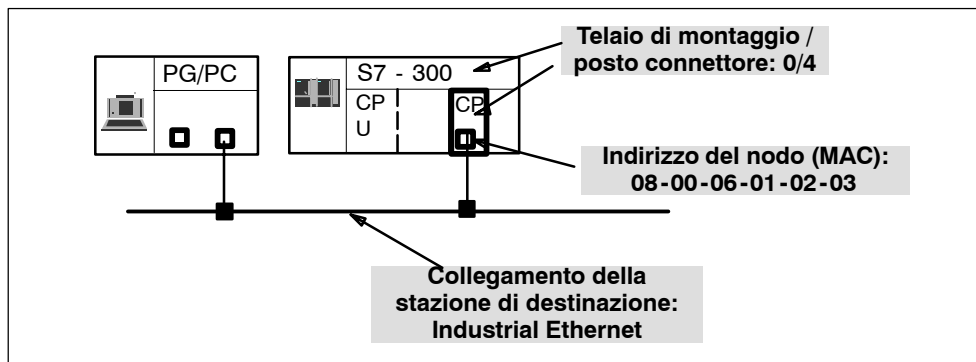 Telaio di montaggio /
posto connettore: 0/4
PG/PC
S7 - 300
CP
U
CP
Indirizzo del nodo (MAC):
08-00-06-01-02-03
Collegamento della
stazione di destinazione:
Industrial Ethernet